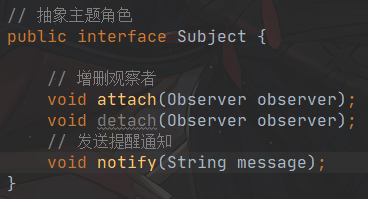 // 抽象主题角色
public interface Subject {
// 增删观察者
void attach(Observer observer);
void detach(Observer observer);
// 发送提醒通知
void notify(String message);
}